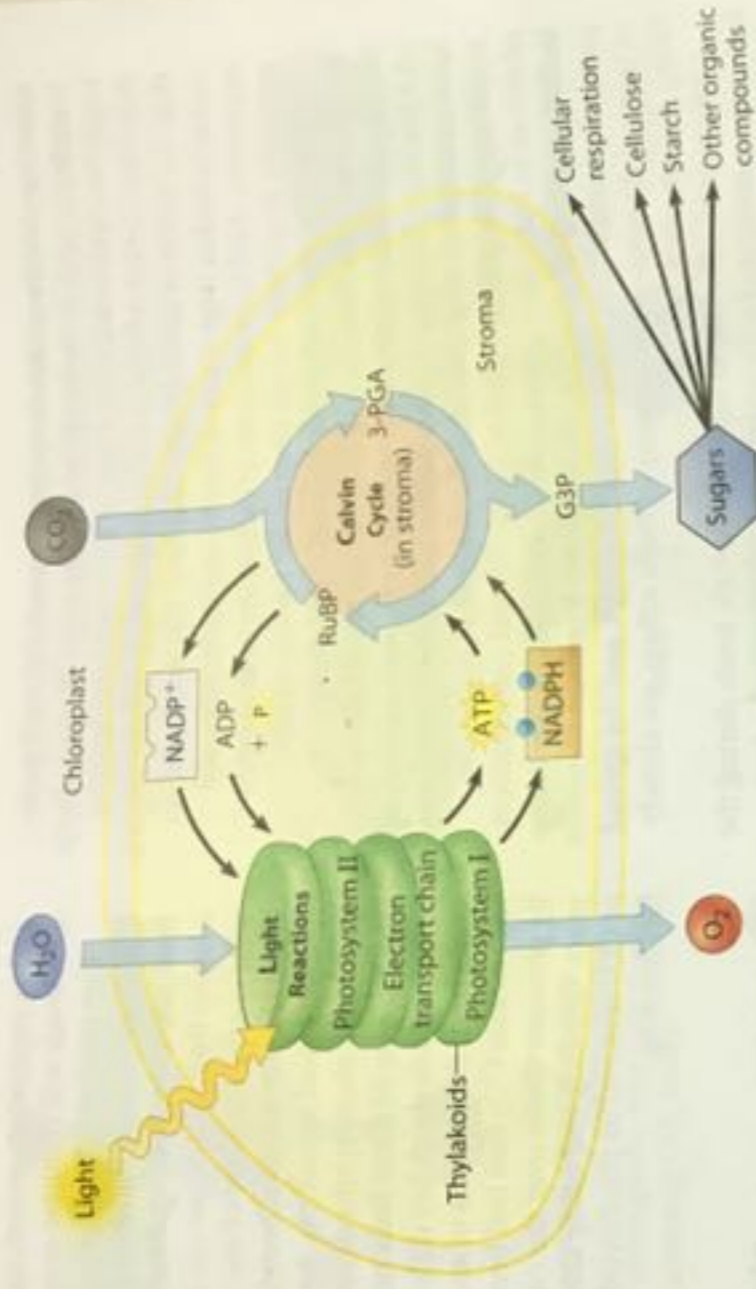 Light
H₂O
Chloroplast
CO₂
NADP⁺
ADP
+ P
Light
Reactions
Photosystem II
Electron
transport chain
Photosystem I
Thylakoids
RuBP
Calvin
Cycle
(in stroma)
3-PGA
ATP
NADPH
Stroma
G3P
O₂
Sugars
Cellular
respiration
Cellulose
Starch
Other organic
compounds